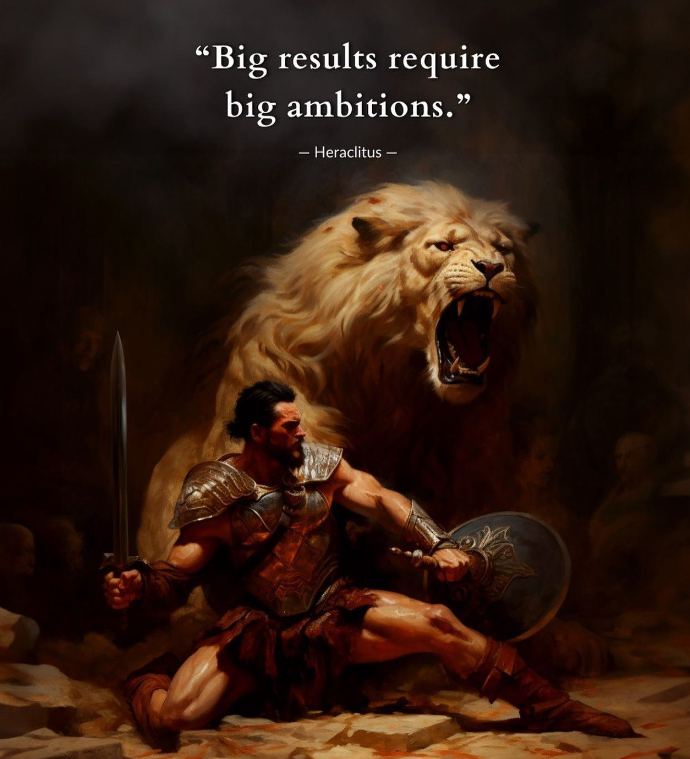 “Big results require
big ambitions.”
— Heraclitus —